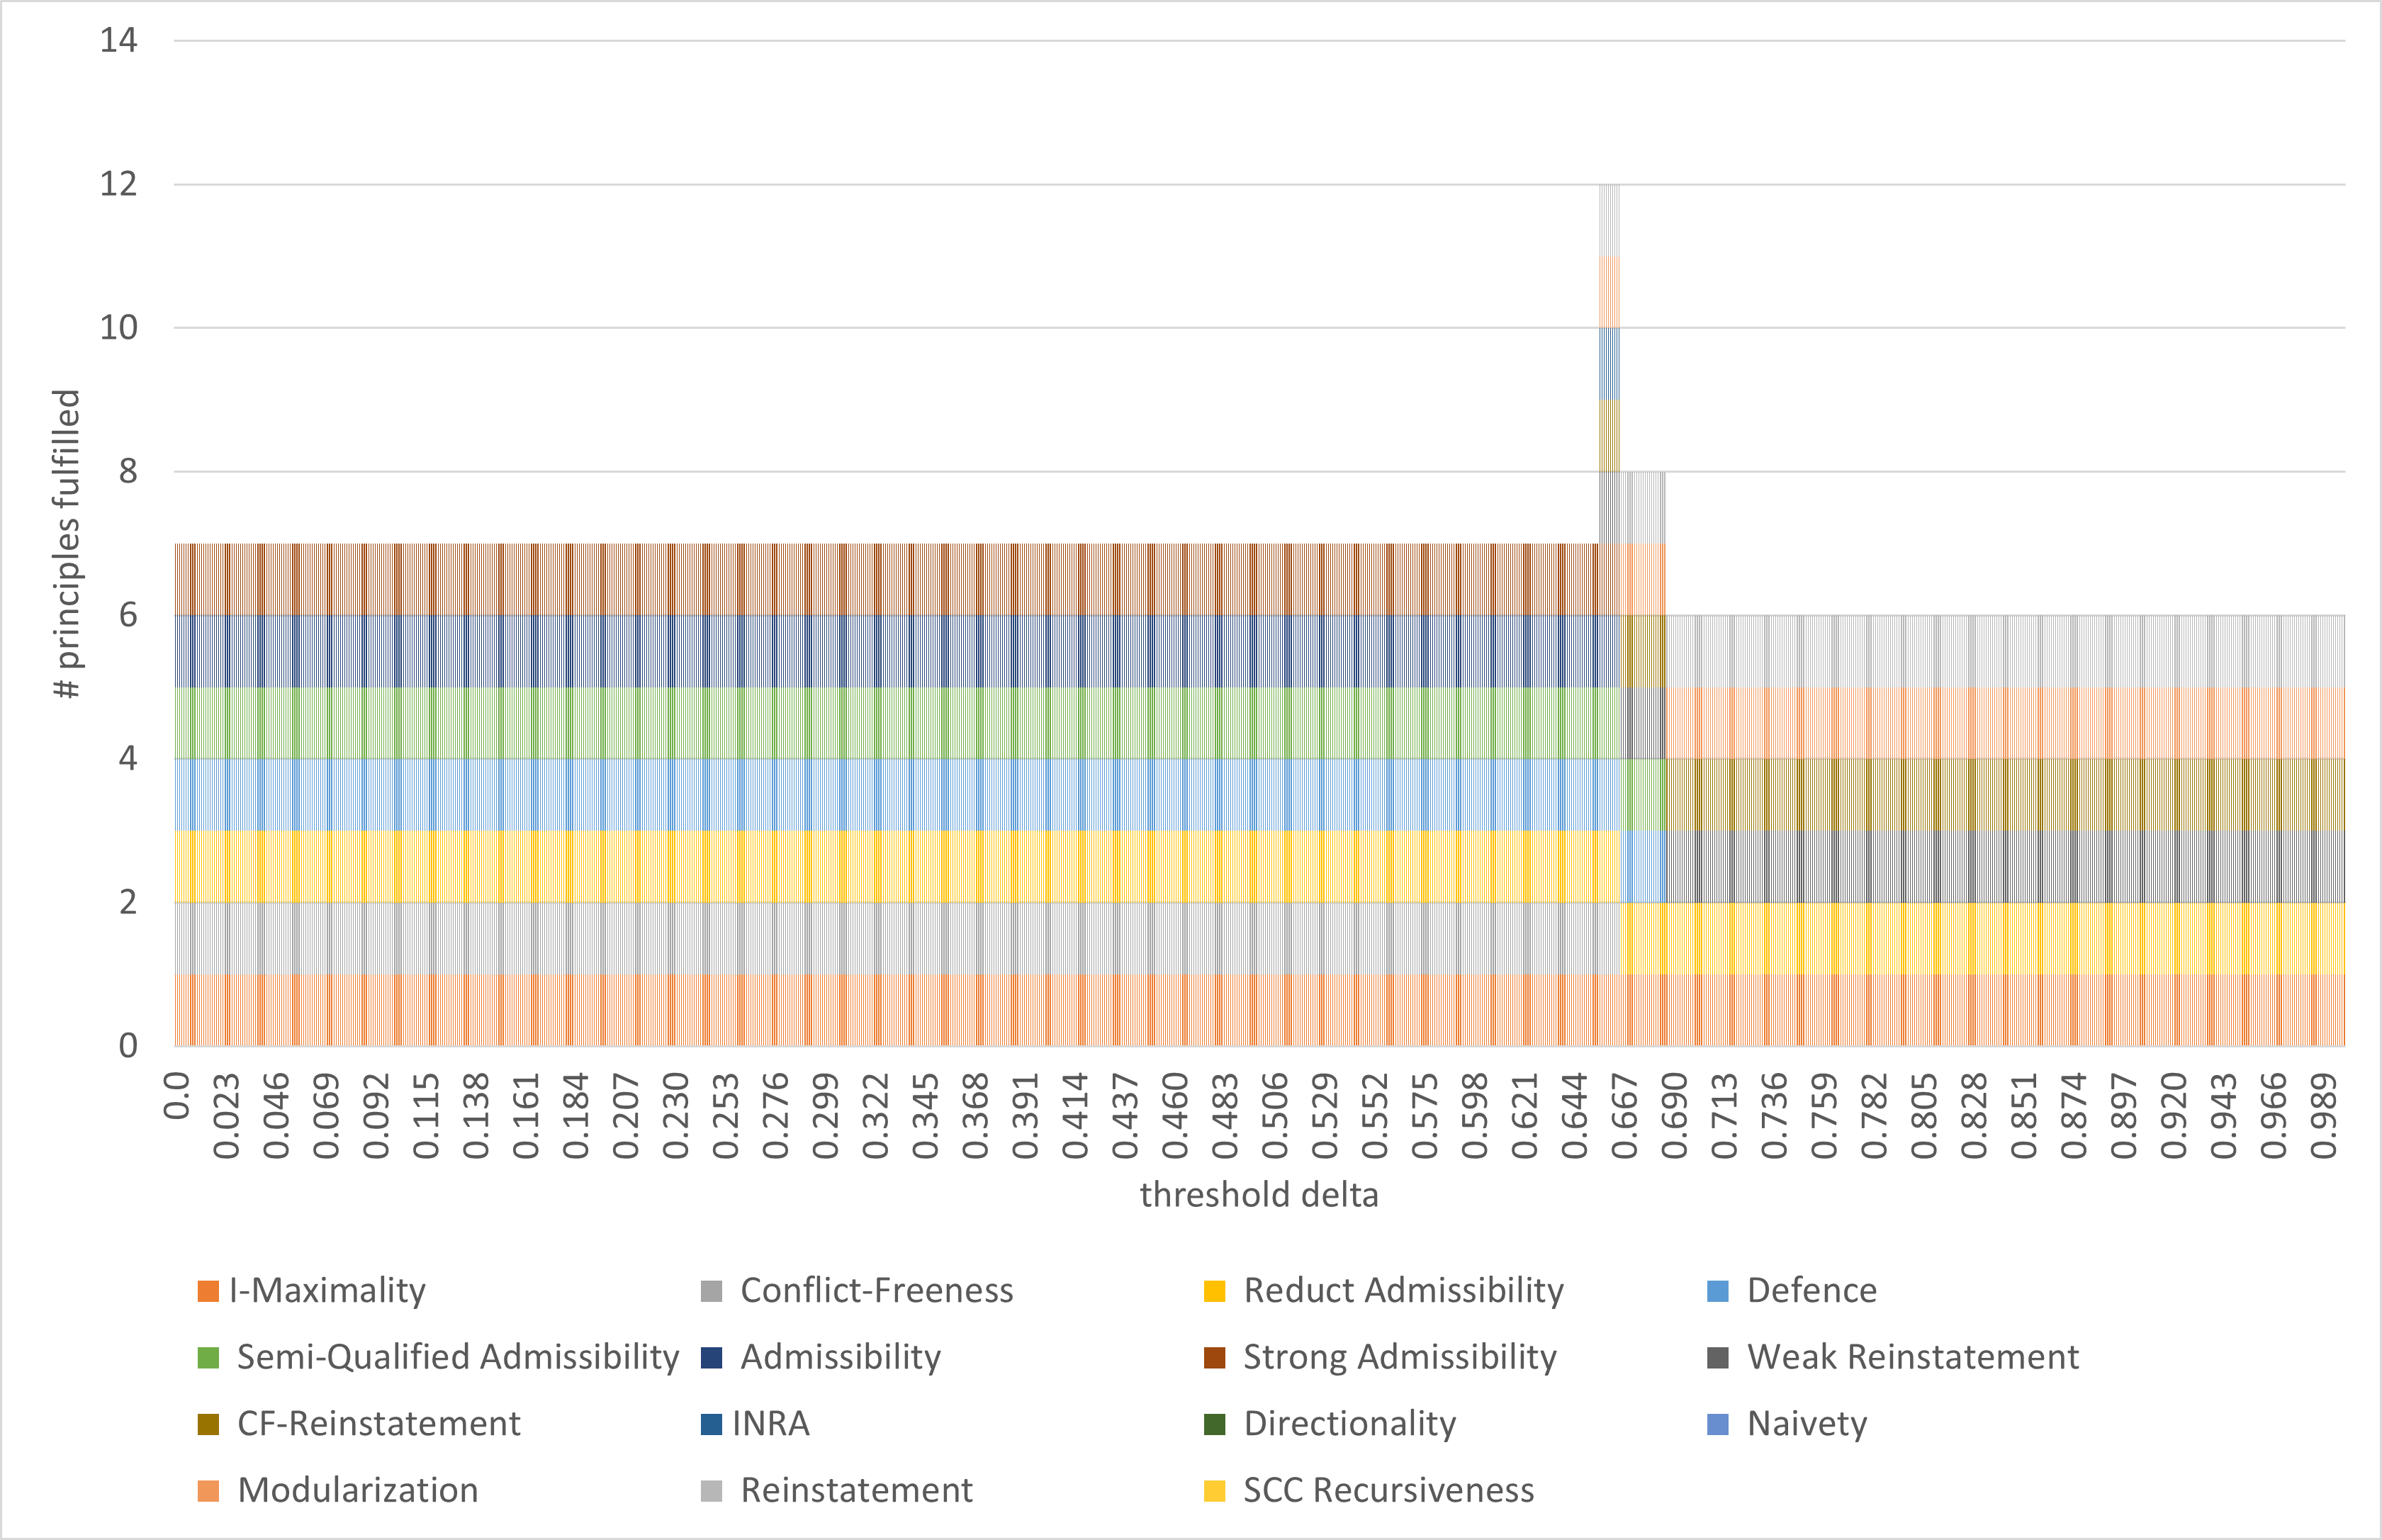 14
12
10
8
6
4
2
0
# principles fulfilled
0.0 0.023 0.046 0.069 0.092 0.115 0.138 0.161 0.184 0.207 0.230 0.253 0.276 0.299 0.322 0.345 0.368 0.391 0.414 0.437 0.460 0.483 0.506 0.529 0.552 0.575 0.598 0.621 0.644 0.667 0.690 0.713 0.736 0.759 0.782 0.805 0.828 0.851 0.874 0.897 0.920 0.943 0.966 0.989
threshold delta
I-Maximality Conflict-Freeness Reduct Admissibility Defence
Semi-Qualified Admissibility Admissibility Strong Admissibility Weak Reinstatement
CF-Reinstatement INRA Directionality Naivety
Modularization Reinstatement SCC Recursiveness